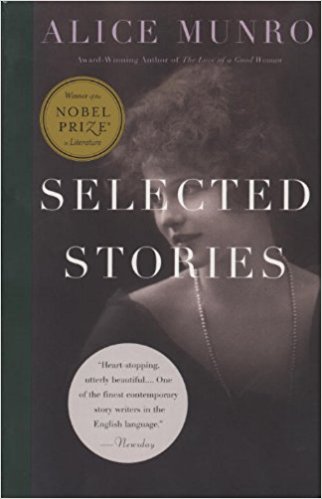 ALICE MUNRO
Award-Winning Author of The Love of a Good Woman
Winner of the
NOBEL
PRIZE®
in Literature
SELECTED
STORIES
"Heart-stopping,
utterly beautiful.... One
of the finest contemporary
story writers in the
English language."
—Newsday